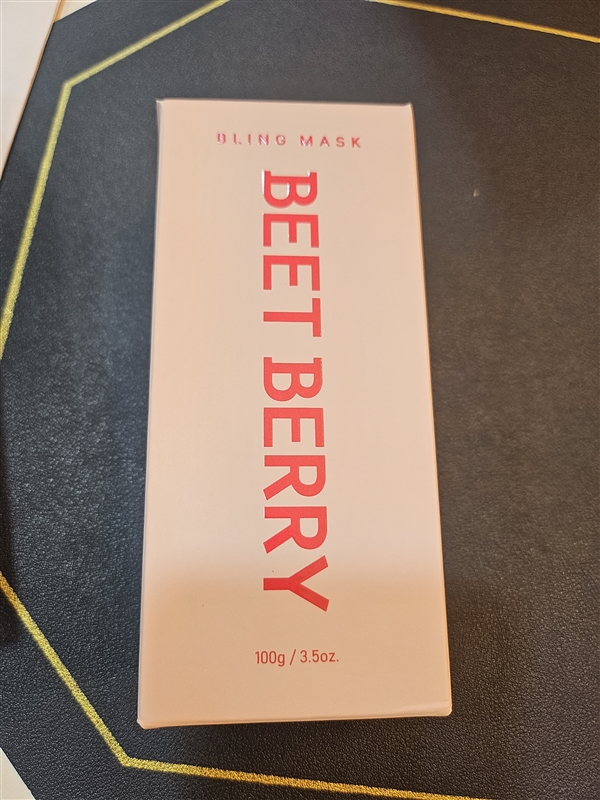 BLING MASK
BEET BERRY
100g / 3.5oz.